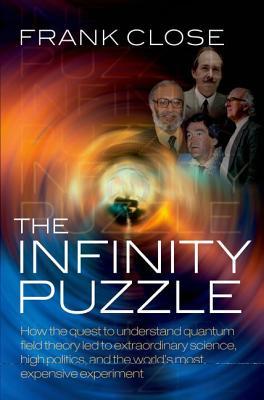 FRANK CLOSE
THE
INFINITY
PUZZLE
How the quest to understand quantum
field theory led to extraordinary science,
high politics, and the world's most
expensive experiment